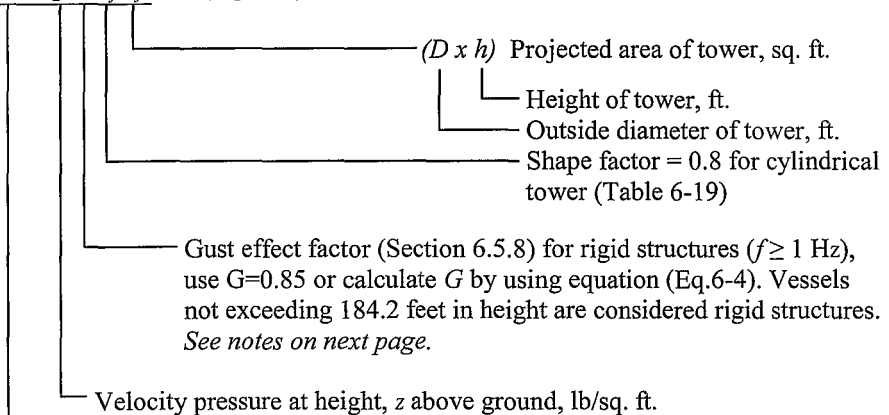 (D x h) Projected area of tower, sq. ft.
Height of tower, ft.
Outside diameter of tower, ft.
Shape factor = 0.8 for cylindrical
tower (Table 6-19)
Gust effect factor (Section 6.5.8) for rigid structures (f ≥ 1 Hz),
use G=0.85 or calculate G by using equation (Eq.6-4). Vessels
not exceeding 184.2 feet in height are considered rigid structures.
See notes on next page.
Velocity pressure at height, z above ground, lb/sq. ft.